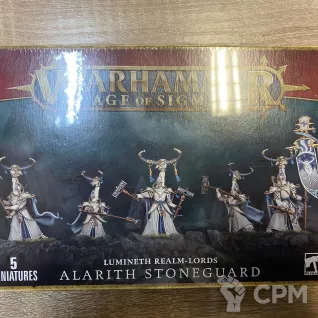 WARHAMMER
AGE OF SIGMAR
LUMINETH REALM-LORDS
ALARITH STONEGUARD
5
MINIATURES
CPM